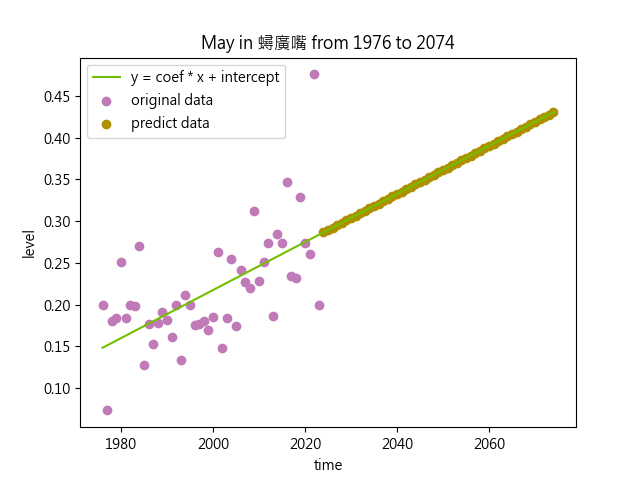 May in 蟳廣嘴 from 1976 to 2074
y = coef * x + intercept
original data
predict data
level
0.45
0.40
0.35
0.30
0.25
0.20
0.15
0.10
1980 2000 2020 2040 2060
time